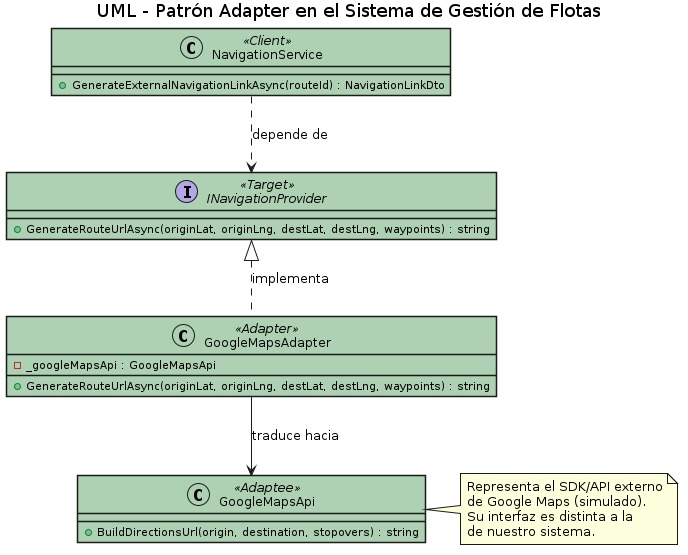 UML - Patrón Adapter en el Sistema de Gestión de Flotas
C
«Client»
NavigationService
GenerateExternalNavigationLinkAsync(routeId) : NavigationLinkDto
depende de
I
«Target»
INavigationProvider
GenerateRouteUrlAsync(originLat, originLng, destLat, destLng, waypoints) : string
implementa
C
«Adapter»
GoogleMapsAdapter
_googleMapsApi : GoogleMapsApi
GenerateRouteUrlAsync(originLat, originLng, destLat, destLng, waypoints) : string
traduce hacia
C
«Adaptee»
GoogleMapsApi
BuildDirectionsUrl(origin, destination, stopovers) : string
Representa el SDK/API externo
de Google Maps (simulado).
Su interfaz es distinta a la
de nuestro sistema.